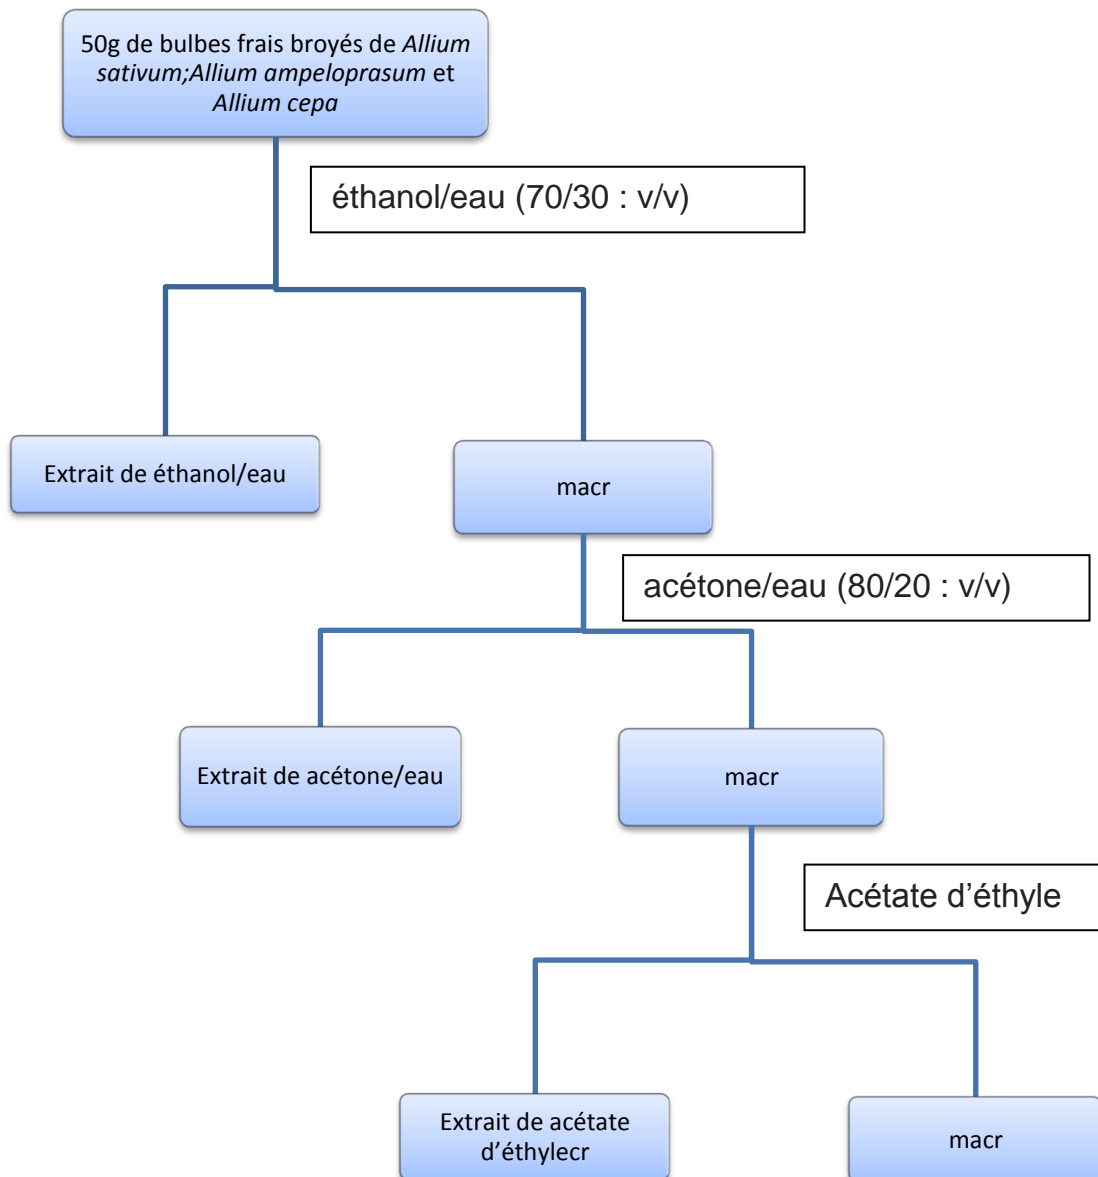 50g de bulbes frais broyés de Allium
sativum;Allium ampeloprasum et
Allium cepa
éthanol/eau (70/30 : v/v)
Extrait de éthanol/eau
macr
acétone/eau (80/20 : v/v)
Extrait de acétone/eau
macr
Acétate d’éthyle
Extrait de acétate
d’éthylecr
macr